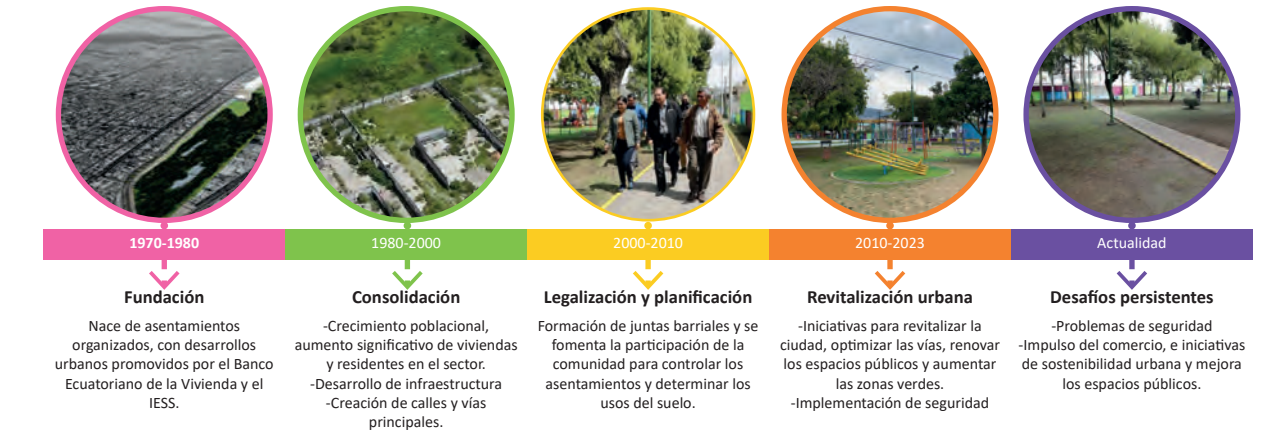 1970-1980
1980-2000
2000-2010
2010-2023
Actualidad
Fundación
Nace de asentamientos
organizados, con desarrollos
urbanos promovidos por el Banco
Ecuatoriano de la Vivienda y el
IESS.
Consolidación
-Crecimiento poblacional,
aumento significativo de viviendas
y residentes en el sector.
-Desarrollo de infraestructura
-Creación de calles y vías
principales.
Legalización y planificación
Formación de juntas barriales y se
fomenta la participación de la
comunidad para controlar los
asentamientos y determinar los
usos del suelo.
Revitalización urbana
-Iniciativas para revitalizar la
ciudad, optimizar las vías, renovar
los espacios públicos y aumentar
las zonas verdes.
-Implementación de seguridad
Desafíos persistentes
-Problemas de seguridad
-Impulso del comercio, e iniciativas
de sostenibilidad urbana y mejora
los espacios públicos.